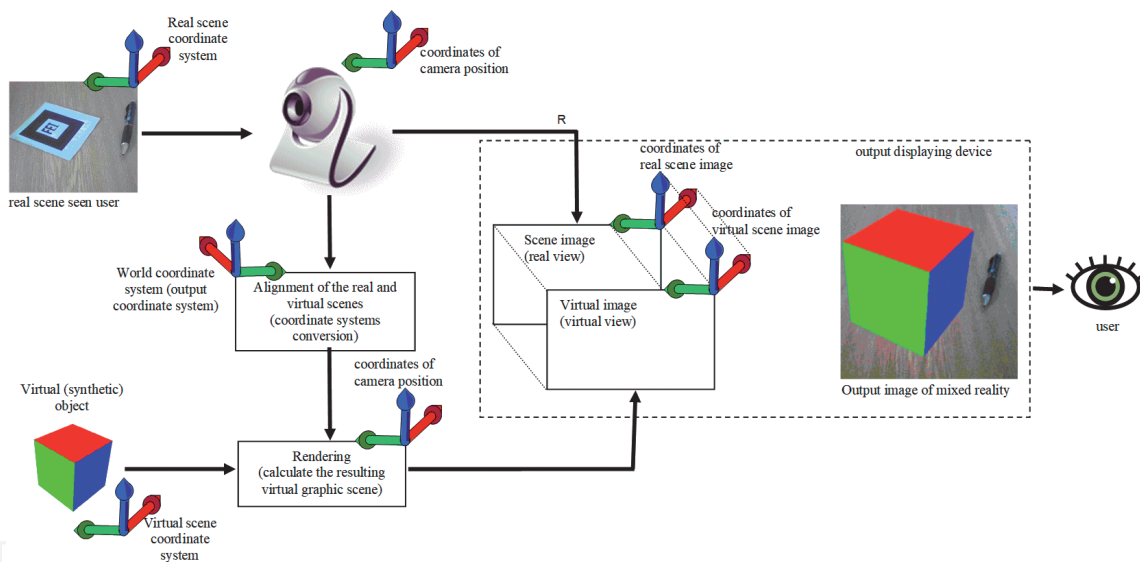 Real scene
coordinate
system
coordinates of
camera position
real scene seen user
R
output displaying device
coordinates of
real scene image
coordinates of
virtual scene image
Scene image
(real view)
Virtual image
(virtual view)
World coordinate
system (output
coordinate system)
Alignment of the real and
virtual scenes
(coordinate systems
conversion)
user
Output image of mixed reality
coordinates of
camera position
Virtual (synthetic)
object
Rendering
(calculate the resulting
virtual graphic scene)
Virtual scene
coordinate
system